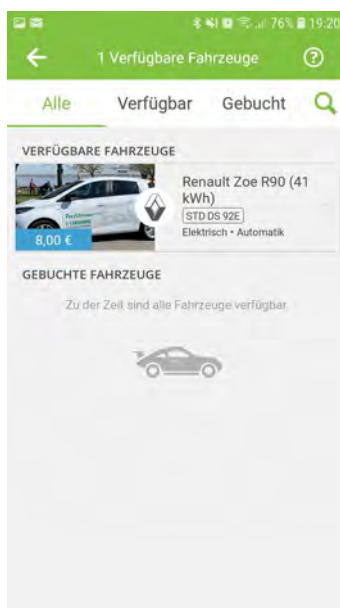 76% 19:20
1 Verfügbare Fahrzeuge
Alle Verfügbar Gebucht
VERFÜGBARE FAHRZEUGE
Renault Zoe R90 (41
kWh)
STD DS 92E
Elektrisch • Automatik
8,00 €
GEBUCHTE FAHRZEUGE
Zu der Zeit sind alle Fahrzeuge verfügbar.